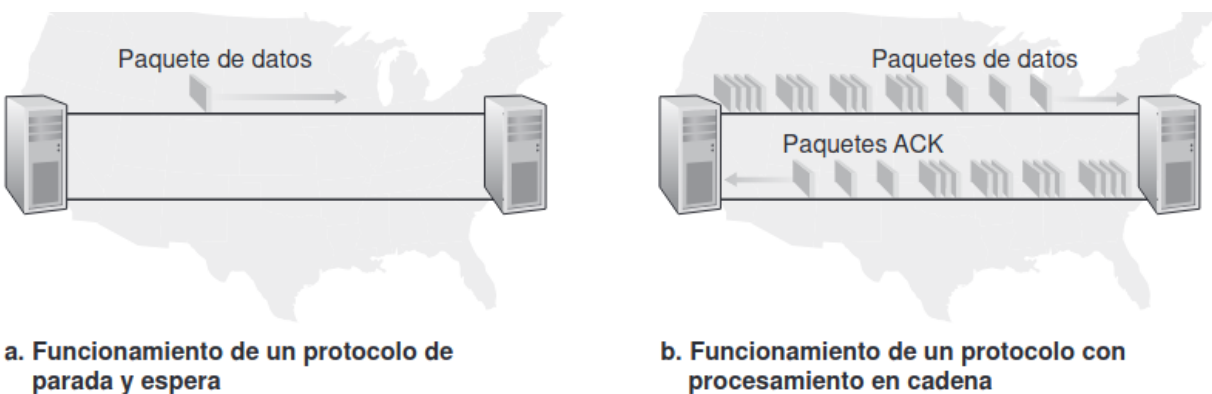 Paquete de datos
Paquetes de datos
Paquetes ACK
a. Funcionamiento de un protocolo de
parada y espera
b. Funcionamiento de un protocolo con
procesamiento en cadena